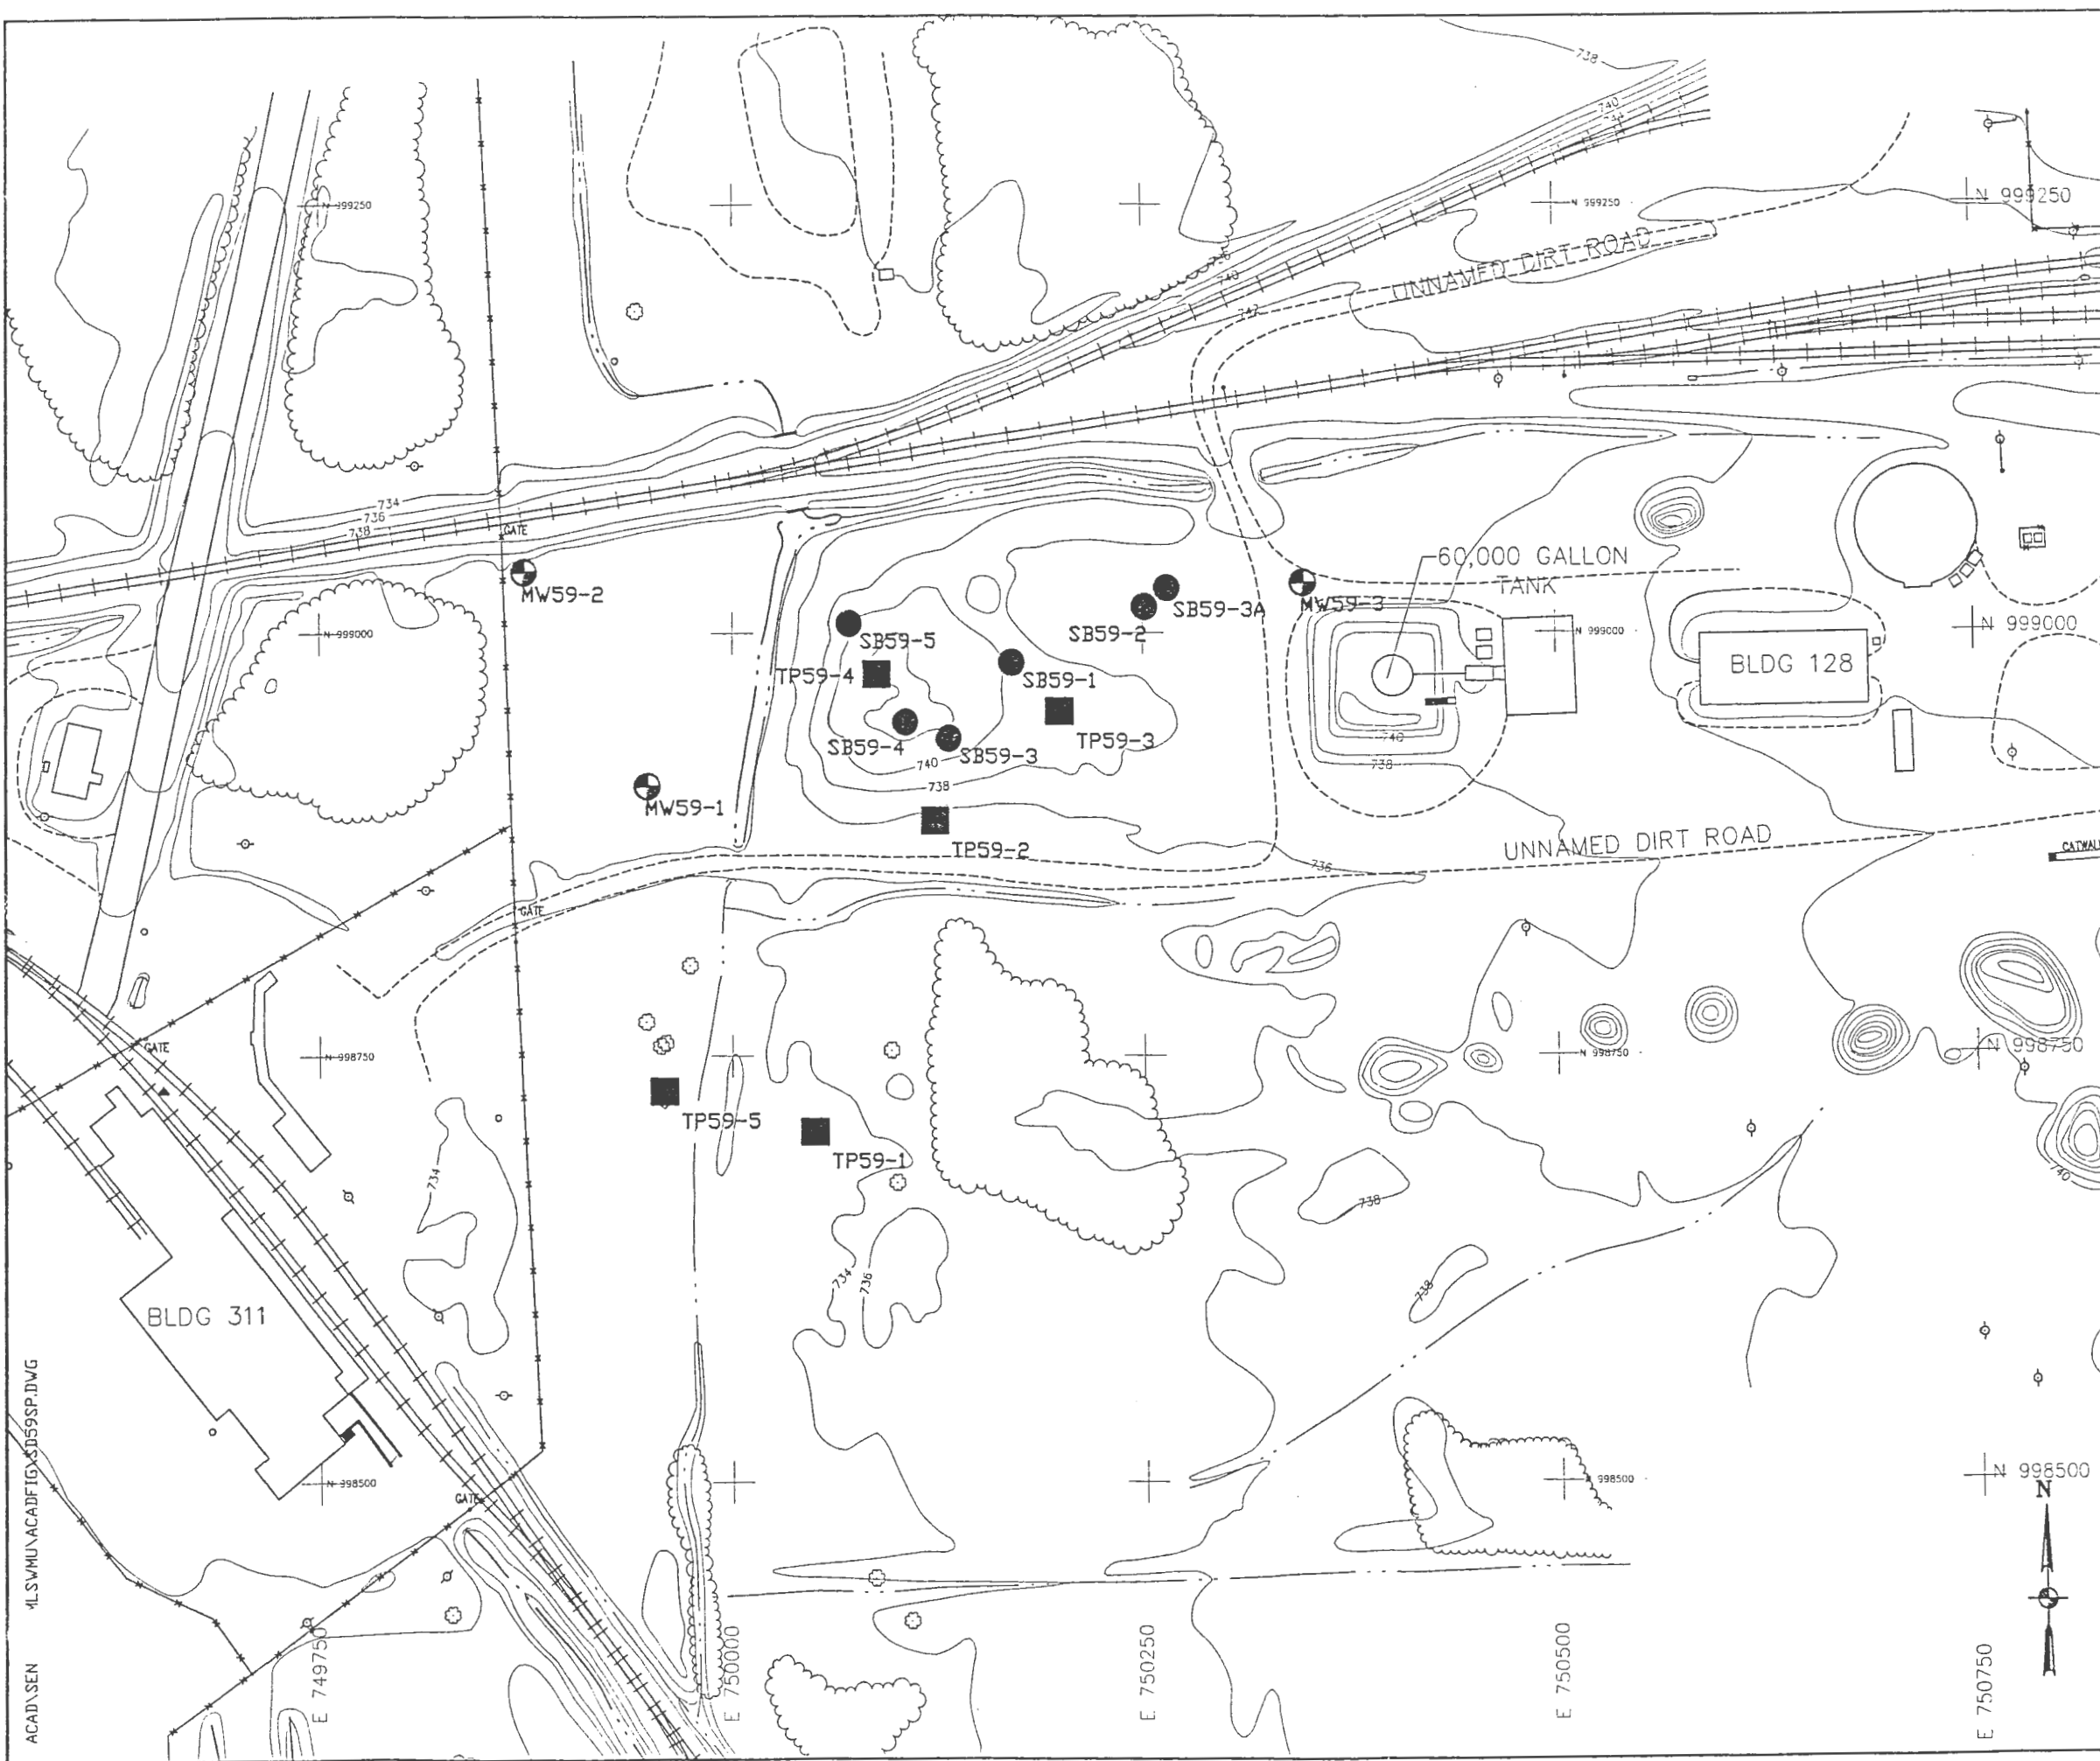 738
740
N 999250
N 999250
N 999250
UNNAMED DIRT ROAD
740
742
734
736
738
GATE
MW59-2
60,000 GALLON
TANK
MW59-3
SB59-3A
SB59-2
SB59-5
N 999000
N 999000
N 999000
TP59-4
SB59-1
BLDG 128
SB59-4
SB59-3
TP59-3
740
740
738
738
MW59-1
TP59-2
UNNAMED DIRT ROAD
736
CATWAL
GATE
GATE
N 998750
N 998750
N 998750
TP59-5
TP59-1
734
738
740
734
736
738
BLDG 311
N 998500
998500
N 998500
GATE
N
E 749750
E 750000
E 750250
E 750500
E 750750
ACAD\SEN
MLSWMU\ACADFIG\SD59SP.DWG